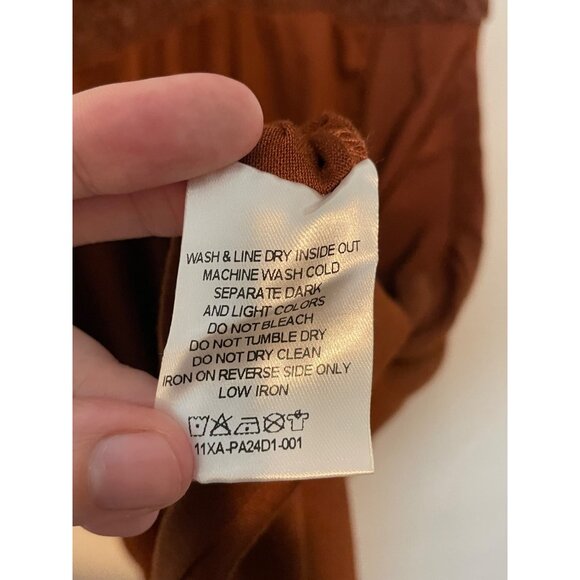 WASH & LINE DRY INSIDE OUT
MACHINE WASH COLD
SEPARATE DARK
AND LIGHT COLORS
DO NOT BLEACH
DO NOT TUMBLE DRY
DO NOT DRY CLEAN
IRON ON REVERSE SIDE ONLY
LOW IRON
11XA-PA24D1-001